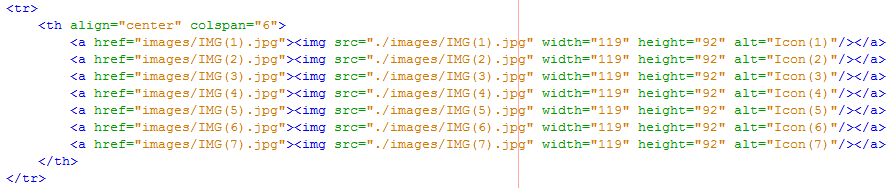 <tr>
    <th align="center" colspan="6">
        <a href="images/IMG(1).jpg"><img src="./images/IMG(1).jpg" width="119" height="92" alt="Icon(1)"/></a>
        <a href="images/IMG(2).jpg"><img src="./images/IMG(2).jpg" width="119" height="92" alt="Icon(2)"/></a>
        <a href="images/IMG(3).jpg"><img src="./images/IMG(3).jpg" width="119" height="92" alt="Icon(3)"/></a>
        <a href="images/IMG(4).jpg"><img src="./images/IMG(4).jpg" width="119" height="92" alt="Icon(4)"/></a>
        <a href="images/IMG(5).jpg"><img src="./images/IMG(5).jpg" width="119" height="92" alt="Icon(5)"/></a>
        <a href="images/IMG(6).jpg"><img src="./images/IMG(6).jpg" width="119" height="92" alt="Icon(6)"/></a>
        <a href="images/IMG(7).jpg"><img src="./images/IMG(7).jpg" width="119" height="92" alt="Icon(7)"/></a>
    </th>
</tr>